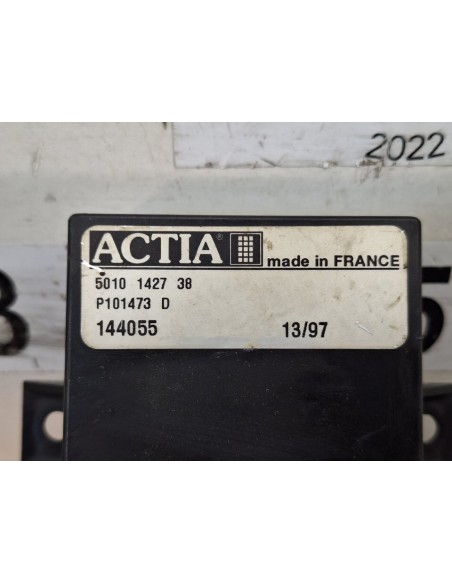 2022
ACTIA® made in FRANCE
5010 1427 38
P101473 D
144055 13/97